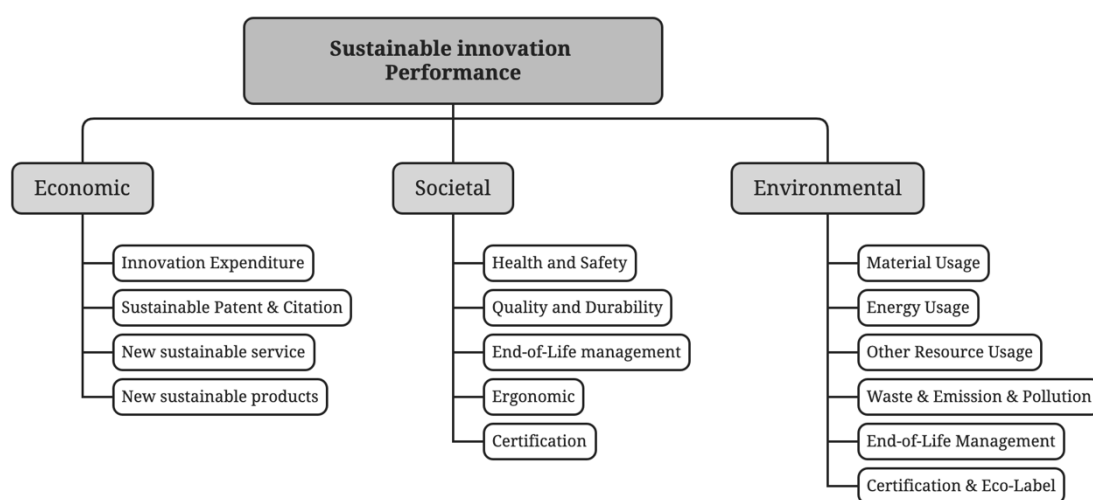 Sustainable innovation
Performance
Economic
Societal
Environmental
Innovation Expenditure
Sustainable Patent & Citation
New sustainable service
New sustainable products
Health and Safety
Quality and Durability
End-of-Life management
Ergonomic
Certification
Material Usage
Energy Usage
Other Resource Usage
Waste & Emission & Pollution
End-of-Life Management
Certification & Eco-Label